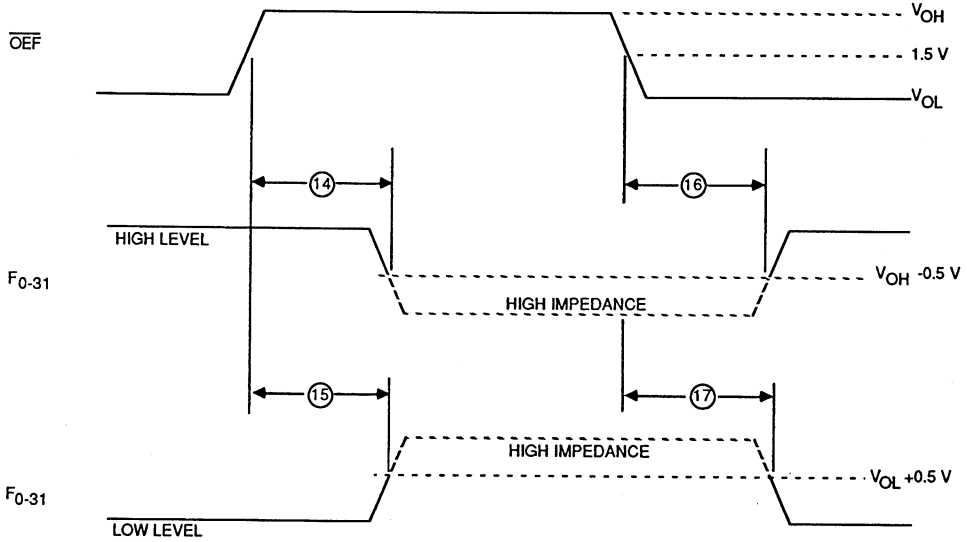 V_OH
OEF
1.5 V
V_OL
14
16
HIGH LEVEL
F_0-31
V_OH -0.5 V
HIGH IMPEDANCE
15
17
HIGH IMPEDANCE
V_OL +0.5 V
F_0-31
LOW LEVEL